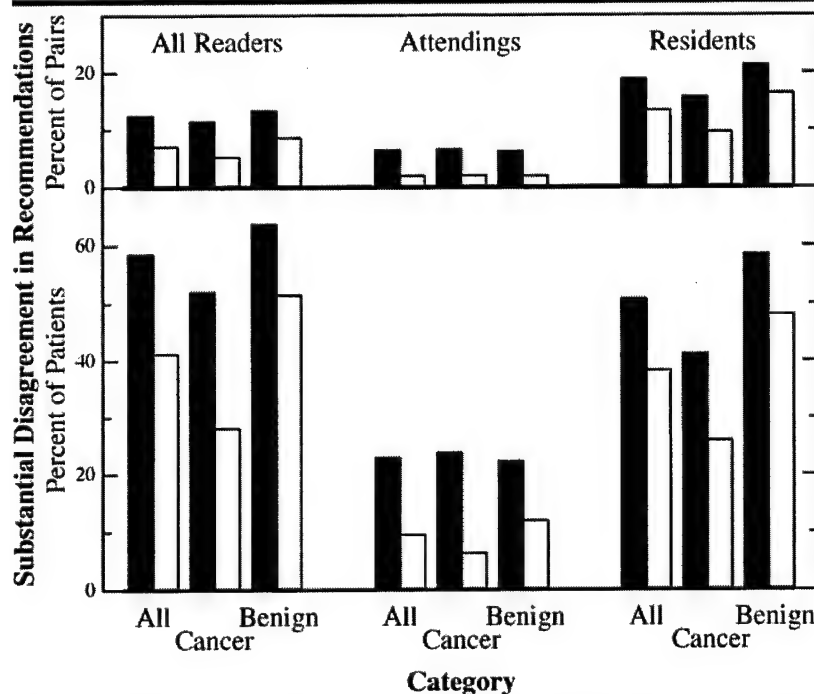 All Readers
Attendings
Residents
Substantial Disagreement in Recommendations
Percent of Pairs
20
0
Percent of Patients
60
40
20
0
All
Cancer
Benign
All
Cancer
Benign
All
Cancer
Benign
Category